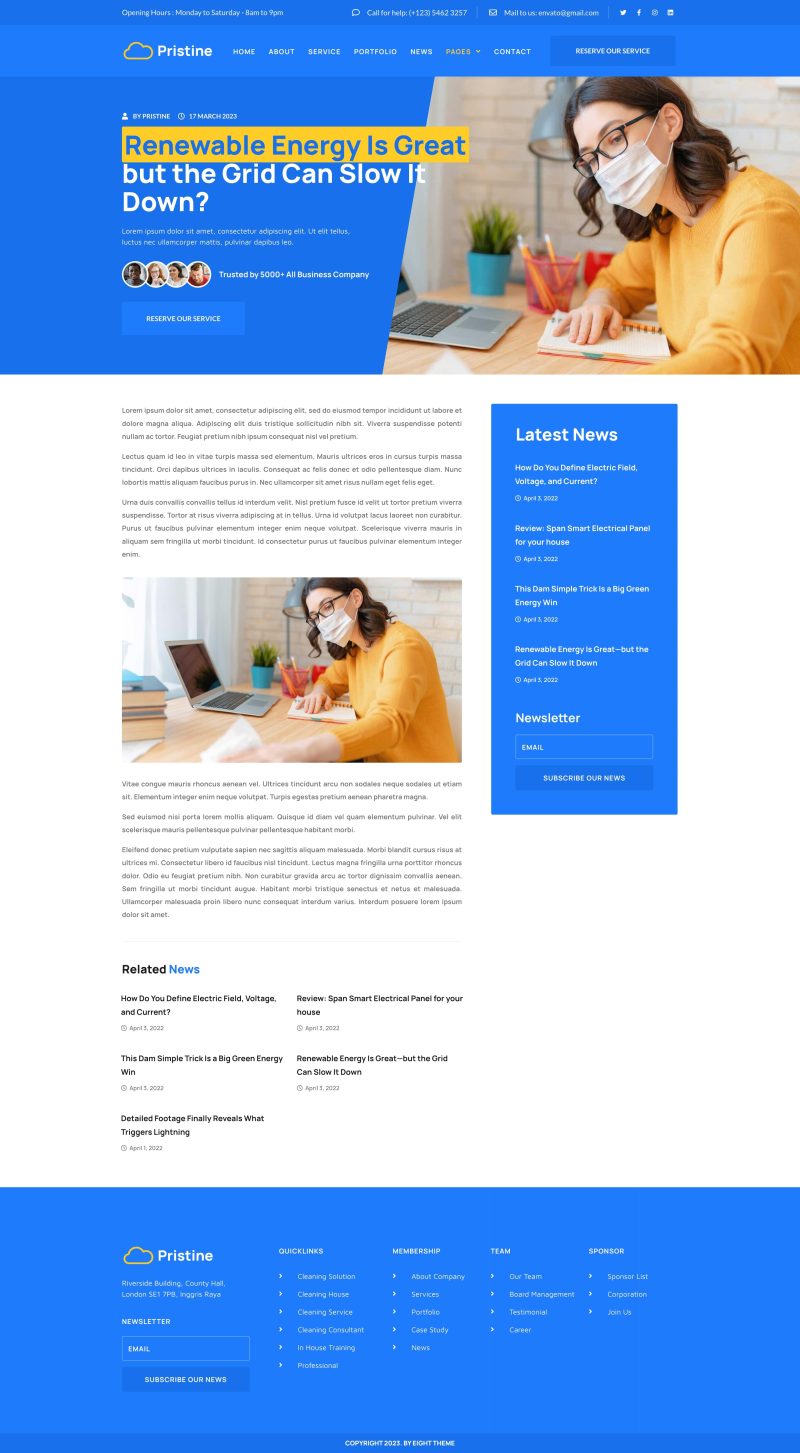 Opening Hours : Monday to Saturday - 8am to 9pm
Call for help: (+123) 5462 3257
Mail to us: envato@gmail.com
Pristine
HOME ABOUT SERVICE PORTFOLIO NEWS PAGES CONTACT
RESERVE OUR SERVICE
BY PRISTINE 17 MARCH 2023
Renewable Energy Is Great
but the Grid Can Slow It
Down?
Lorem ipsum dolor sit amet, consectetur adipiscing elit. Ut elit tellus,
luctus nec ullamcorper mattis, pulvinar dapibus leo.
Trusted by 5000+ All Business Company
RESERVE OUR SERVICE
Lorem ipsum dolor sit amet, consectetur adipiscing elit, sed do eiusmod tempor incididunt ut labore et
dolore magna aliqua. Adipiscing elit duis tristique sollicitudin nibh sit. Viverra suspendisse potenti
nullam ac tortor. Feugiat pretium nibh ipsum consequat nisl vel pretium.
Lectus quam id leo in vitae turpis massa sed elementum. Mauris ultrices eros in cursus turpis massa
tincidunt. Orci dapibus ultrices in iaculis. Consequat ac felis donec et odio pellentesque diam. Nunc
lobortis mattis aliquam faucibus purus in. Nec ullamcorper sit amet risus nullam eget felis eget.
Urna duis convallis convallis tellus id interdum velit. Nisl pretium fusce id velit ut tortor pretium viverra
suspendisse. Tortor at risus viverra adipiscing at in tellus. Urna id volutpat lacus laoreet non curabitur.
Purus ut faucibus pulvinar elementum integer enim neque volutpat. Scelerisque viverra mauris in
aliquam sem fringilla ut morbi tincidunt. Id consectetur purus ut faucibus pulvinar elementum integer
enim.
Vitae congue mauris rhoncus aenean vel. Ultrices tincidunt arcu non sodales neque sodales ut etiam
sit. Elementum integer enim neque volutpat. Turpis egestas pretium aenean pharetra magna.
Sed euismod nisi porta lorem mollis aliquam. Quisque id diam vel quam elementum pulvinar. Vel elit
scelerisque mauris pellentesque pulvinar pellentesque habitant morbi.
Eleifend donec pretium vulputate sapien nec sagittis aliquam malesuada. Morbi blandit cursus risus at
ultrices mi. Consectetur libero id faucibus nisl tincidunt. Lectus magna fringilla urna porttitor rhoncus
dolor. Odio eu feugiat pretium nibh. Non curabitur gravida arcu ac tortor dignissim convallis aenean.
Sem fringilla ut morbi tincidunt augue. Habitant morbi tristique senectus et netus et malesuada.
Ullamcorper malesuada proin libero nunc consequat interdum varius. Interdum posuere lorem ipsum
dolor sit amet.
Latest News
How Do You Define Electric Field,
Voltage, and Current?
April 3, 2022
Review: Span Smart Electrical Panel
for your house
April 3, 2022
This Dam Simple Trick Is a Big Green
Energy Win
April 3, 2022
Renewable Energy Is Great—but the
Grid Can Slow It Down
April 3, 2022
Newsletter
EMAIL
SUBSCRIBE OUR NEWS
Related News
How Do You Define Electric Field, Voltage,
and Current?
April 3, 2022
Review: Span Smart Electrical Panel for your
house
April 3, 2022
This Dam Simple Trick Is a Big Green Energy
Win
April 3, 2022
Renewable Energy Is Great—but the Grid
Can Slow It Down
April 3, 2022
Detailed Footage Finally Reveals What
Triggers Lightning
April 1, 2022
Pristine
Riverside Building, County Hall,
London SE1 7PB, Inggris Raya
NEWSLETTER
EMAIL
SUBSCRIBE OUR NEWS
QUICKLINKS
Cleaning Solution
Cleaning House
Cleaning Service
Cleaning Consultant
In House Training
Professional
MEMBERSHIP
About Company
Services
Portfolio
Case Study
News
TEAM
Our Team
Board Management
Testimonial
Career
SPONSOR
Sponsor List
Corporation
Join Us
COPYRIGHT 2023. BY EIGHT THEME